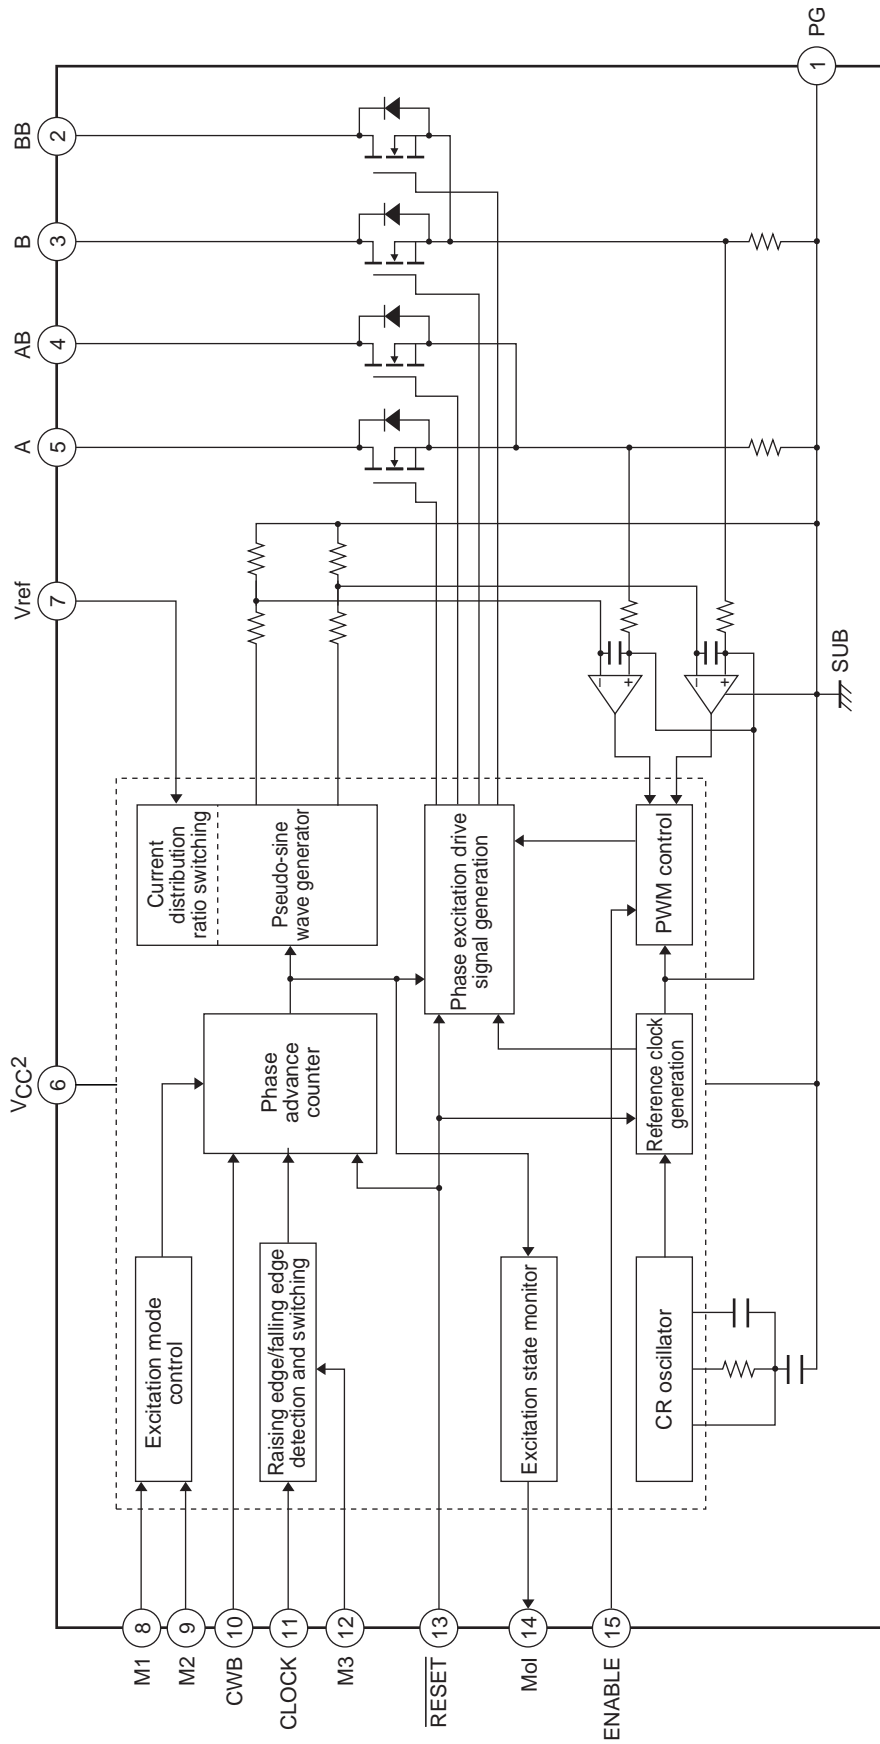 VCC2
6
Vref
7
A
5
AB
4
B
3
BB
2
M1
8
M2
9
CWB
10
CLOCK
11
M3
12
RESET
13
MoI
14
ENABLE
15
Excitation mode
control
Phase
advance
counter
Current
distribution
ratio switching
Pseudo-sine
wave generator
Raising edge/falling edge
detection and switching
Phase excitation drive
signal generation
Excitation state monitor
CR oscillator
Reference clock
generation
PWM control
–
+
–
+
SUB
1
PG